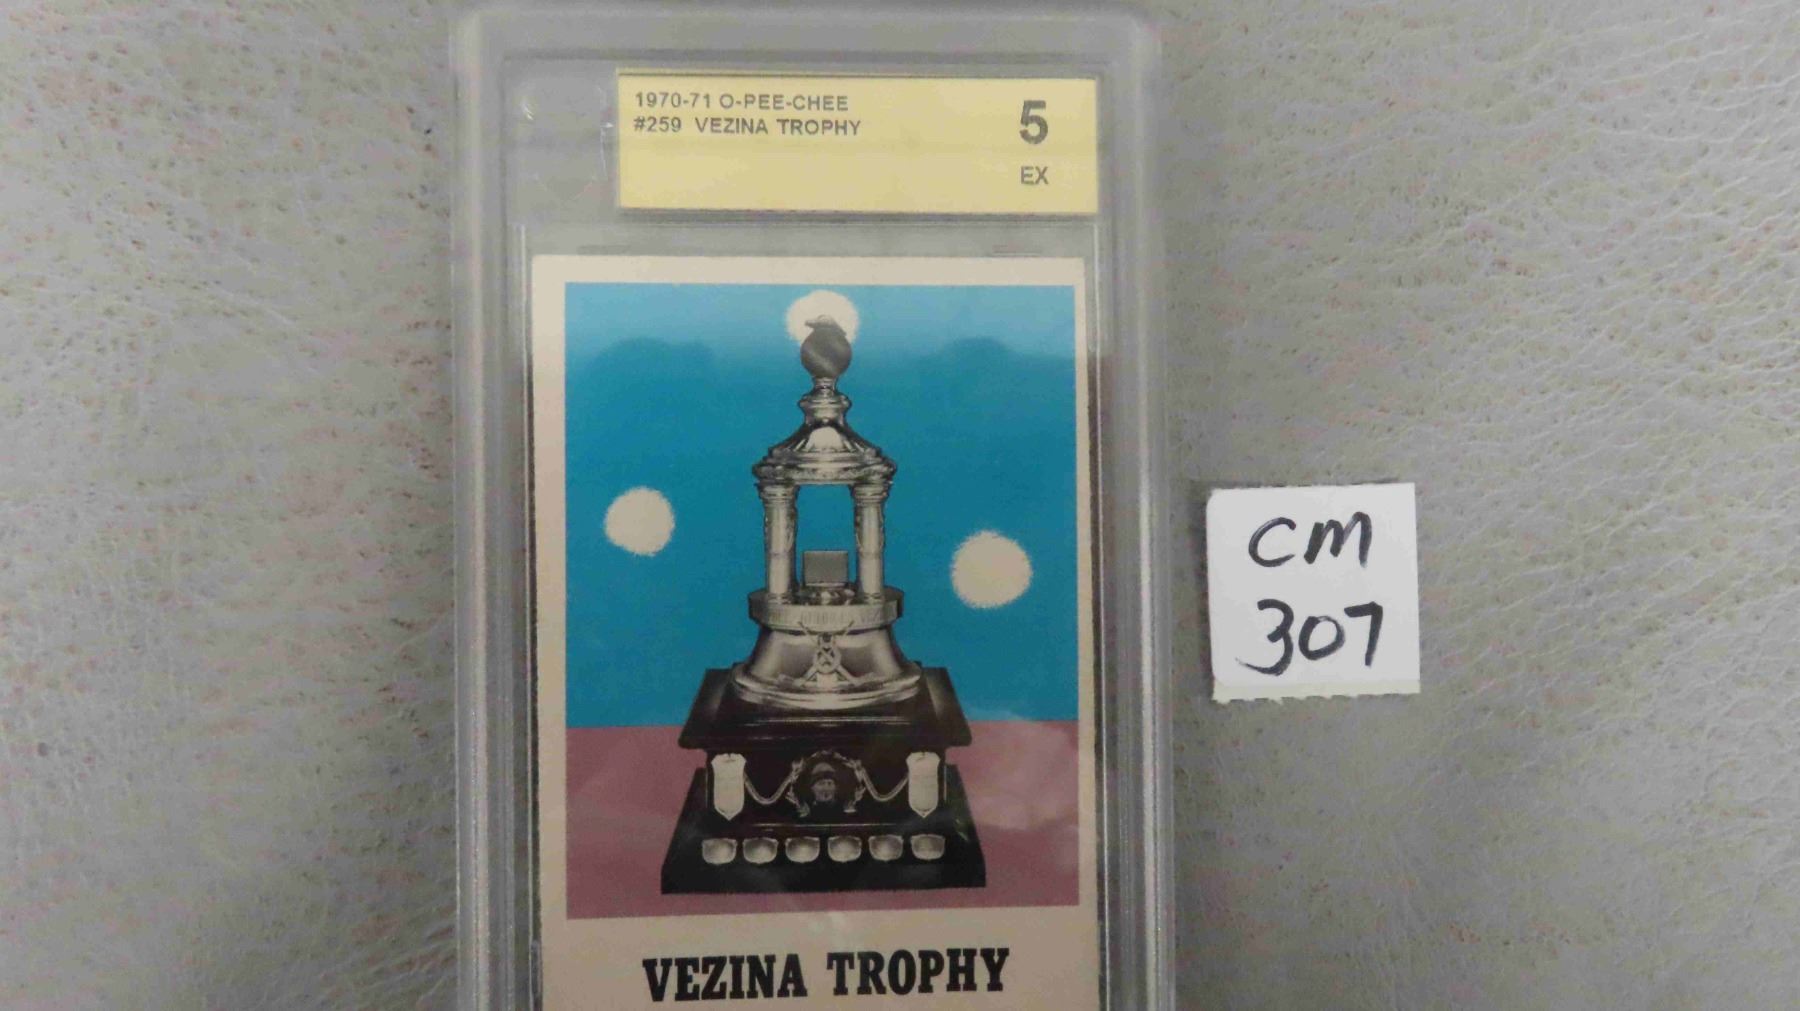 1970-71 O-PEE-CHEE
#259 VEZINA TROPHY
5
EX
VEZINA TROPHY
CM
307